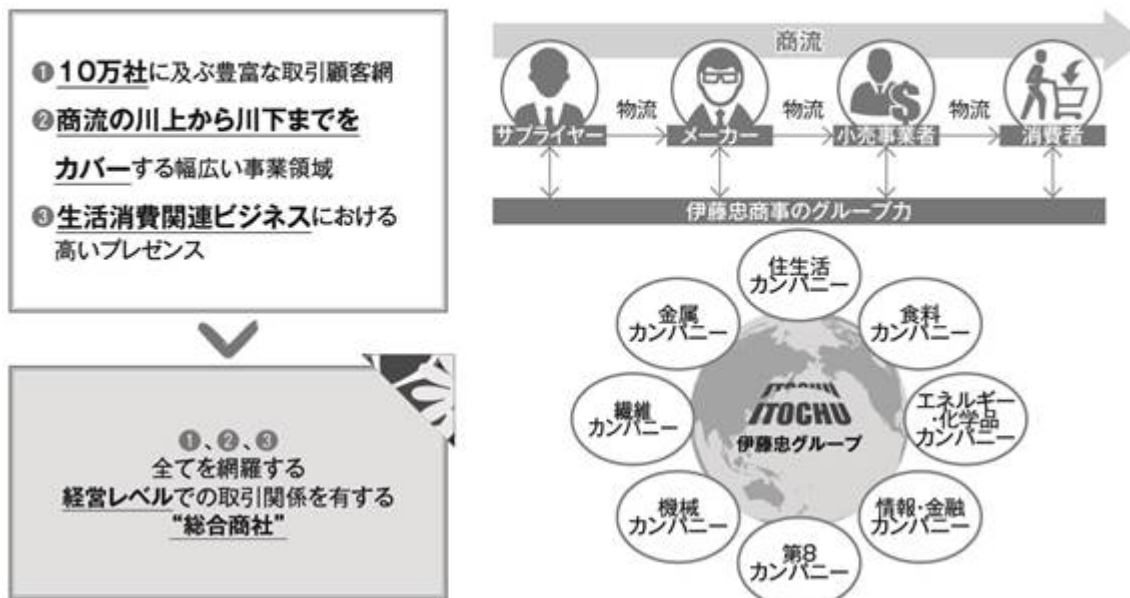 ❶10万社に及ぶ豊富な取引顧客網
❷商流の川上から川下までを
カバーする幅広い事業領域
❸生活消費関連ビジネスにおける
高いプレゼンス
❶、❷、❸
全てを網羅する
経営レベルでの取引関係を有する
“総合商社”
商流
サプライヤー
物流
メーカー
物流
小売事業者
物流
消費者
伊藤忠商事のグループ力
住生活
カンパニー
食料
カンパニー
エネルギー
・化学品
カンパニー
情報・金融
カンパニー
第8
カンパニー
機械
カンパニー
繊維
カンパニー
金属
カンパニー
ITOCHU
ITOCHU
伊藤忠グループ